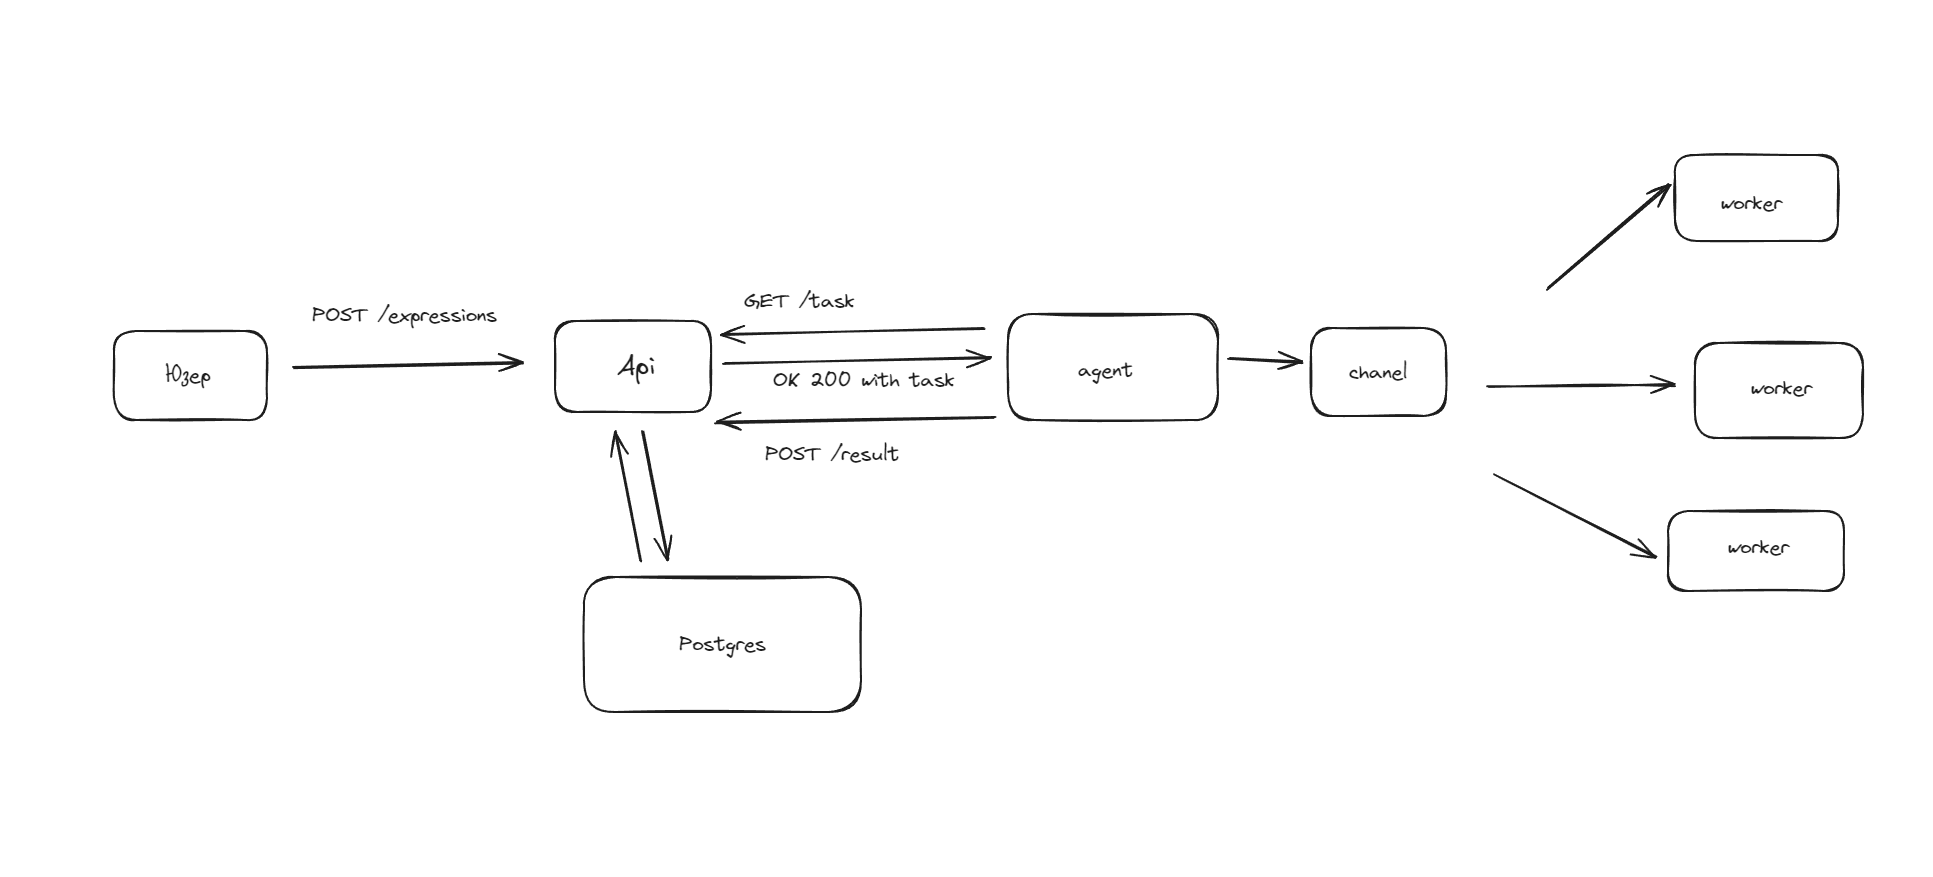 Юзер
POST /expressions
Api
GET /task
OK 200 with task
POST /result
agent
chanel
worker
worker
worker
Postgres